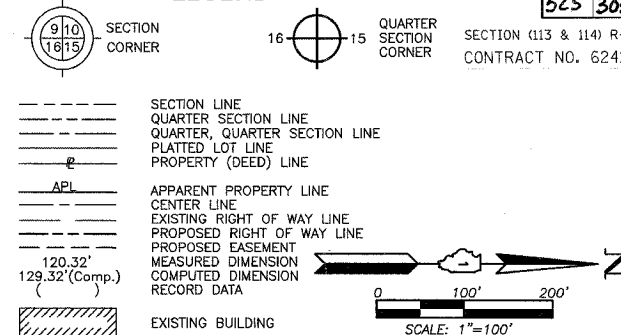 9 10
16 15
SECTION
CORNER
16
15
QUARTER
SECTION
CORNER
SECTION (113 & 114) R-
CONTRACT NO.
SECTION LINE
QUARTER SECTION LINE
QUARTER, QUARTER SECTION LINE
PLATTED LOT LINE
PROPERTY (DEED) LINE
APL
APPARENT PROPERTY LINE
CENTER LINE
EXISTING RIGHT OF WAY LINE
PROPOSED RIGHT OF WAY LINE
PROPOSED EASEMENT
120.32' MEASURED DIMENSION
129.32'(Comp.) COMPUTED DIMENSION
( ) RECORD DATA
EXISTING BUILDING
0 100' 200'
SCALE: 1"=100'